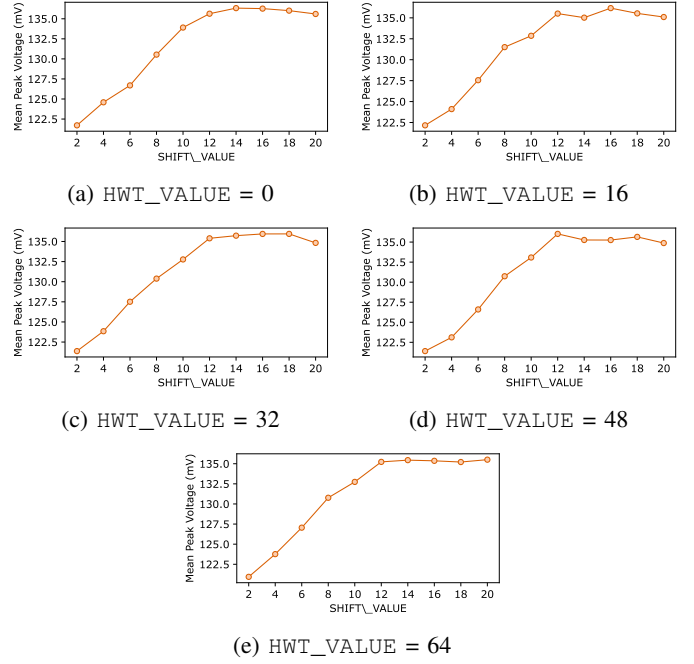 Mean Peak Voltage (mV)
135.0
132.5
130.0
127.5
125.0
122.5
2 4 6 8 10 12 14 16 18 20
SHIFT\_VALUE
(a) HWT_VALUE = 0
Mean Peak Voltage (mV)
135.0
132.5
130.0
127.5
125.0
122.5
2 4 6 8 10 12 14 16 18 20
SHIFT\_VALUE
(b) HWT_VALUE = 16
Mean Peak Voltage (mV)
135.0
132.5
130.0
127.5
125.0
122.5
2 4 6 8 10 12 14 16 18 20
SHIFT\_VALUE
(c) HWT_VALUE = 32
Mean Peak Voltage (mV)
135.0
132.5
130.0
127.5
125.0
122.5
2 4 6 8 10 12 14 16 18 20
SHIFT\_VALUE
(d) HWT_VALUE = 48
Mean Peak Voltage (mV)
135.0
132.5
130.0
127.5
125.0
122.5
2 4 6 8 10 12 14 16 18 20
SHIFT\_VALUE
(e) HWT_VALUE = 64